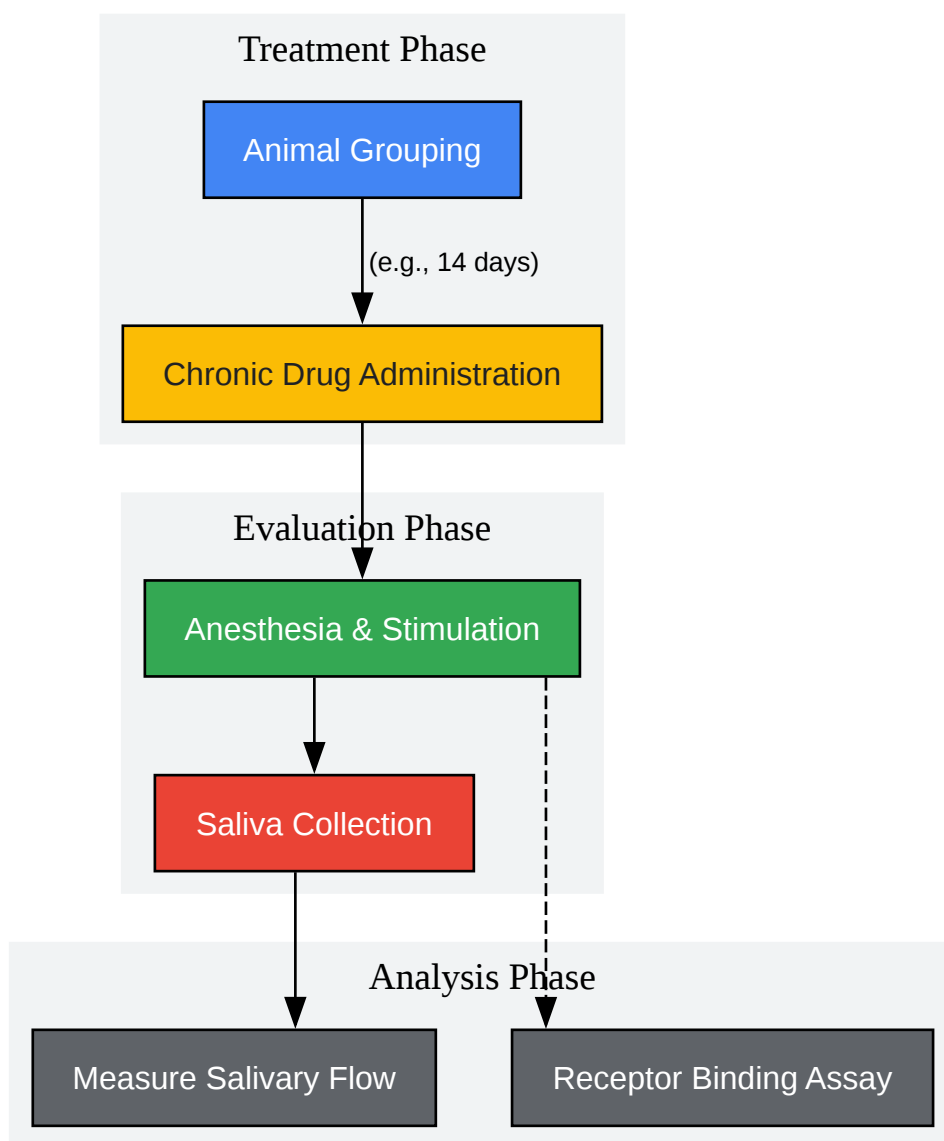 Treatment Phase
Animal Grouping
(e.g., 14 days)
Chronic Drug Administration
Evaluation Phase
Anesthesia & Stimulation
Saliva Collection
Analysis Phase
Measure Salivary Flow
Receptor Binding Assay